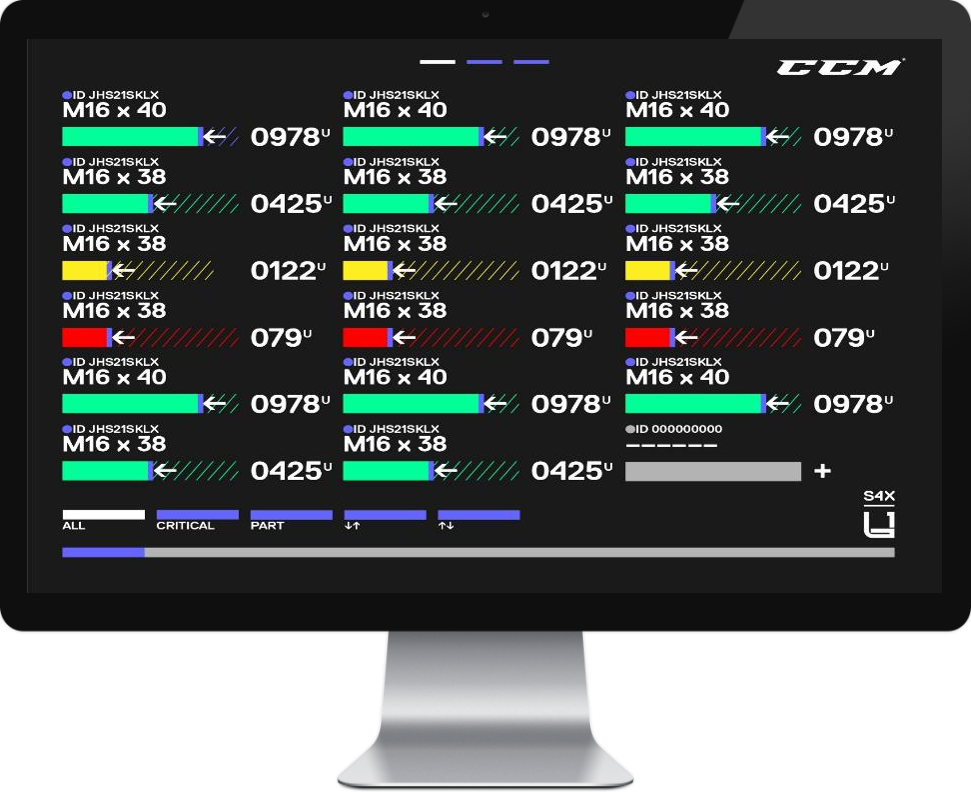 CCM
ID JHS21SKLX
M16 x 40
0978U
ID JHS21SKLX
M16 x 40
0978U
ID JHS21SKLX
M16 x 40
0978U
ID JHS21SKLX
M16 x 38
0425U
ID JHS21SKLX
M16 x 38
0425U
ID JHS21SKLX
M16 x 38
0425U
ID JHS21SKLX
M16 x 38
0122U
ID JHS21SKLX
M16 x 38
0122U
ID JHS21SKLX
M16 x 38
0122U
ID JHS21SKLX
M16 x 38
079U
ID JHS21SKLX
M16 x 38
079U
ID JHS21SKLX
M16 x 38
079U
ID JHS21SKLX
M16 x 40
0978U
ID JHS21SKLX
M16 x 40
0978U
ID JHS21SKLX
M16 x 40
0978U
ID JHS21SKLX
M16 x 38
0425U
ID JHS21SKLX
M16 x 38
0425U
ID 000000000
——————
+
S4X
ALL
CRITICAL
PART
↓↑
↑↓